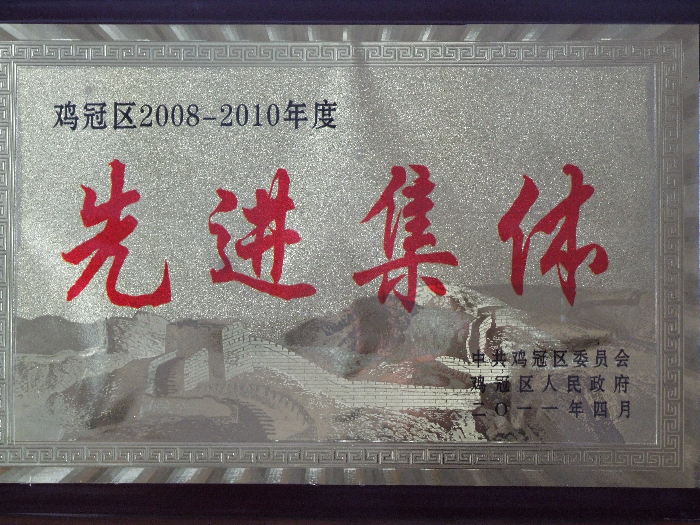 鸡冠区2008-2010年度
先进集体
中共鸡冠区委员会
鸡冠区人民政府
二〇一一年四月